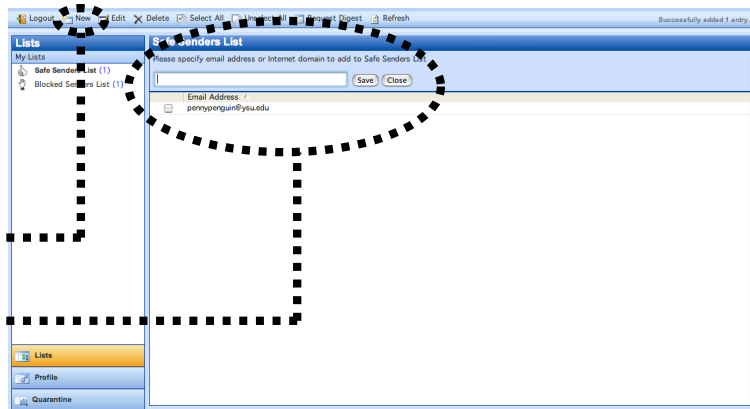 Logout New Edit Delete Select All Unselect All Request Digest Refresh Successfully added 1 entry.
Lists
My Lists
Safe Senders List (1)
Blocked Senders List (1)
Safe Senders List
Please specify email address or Internet domain to add to Safe Senders List
Save Close
Email Address
pennypenguin@ysu.edu
Lists
Profile
Quarantine